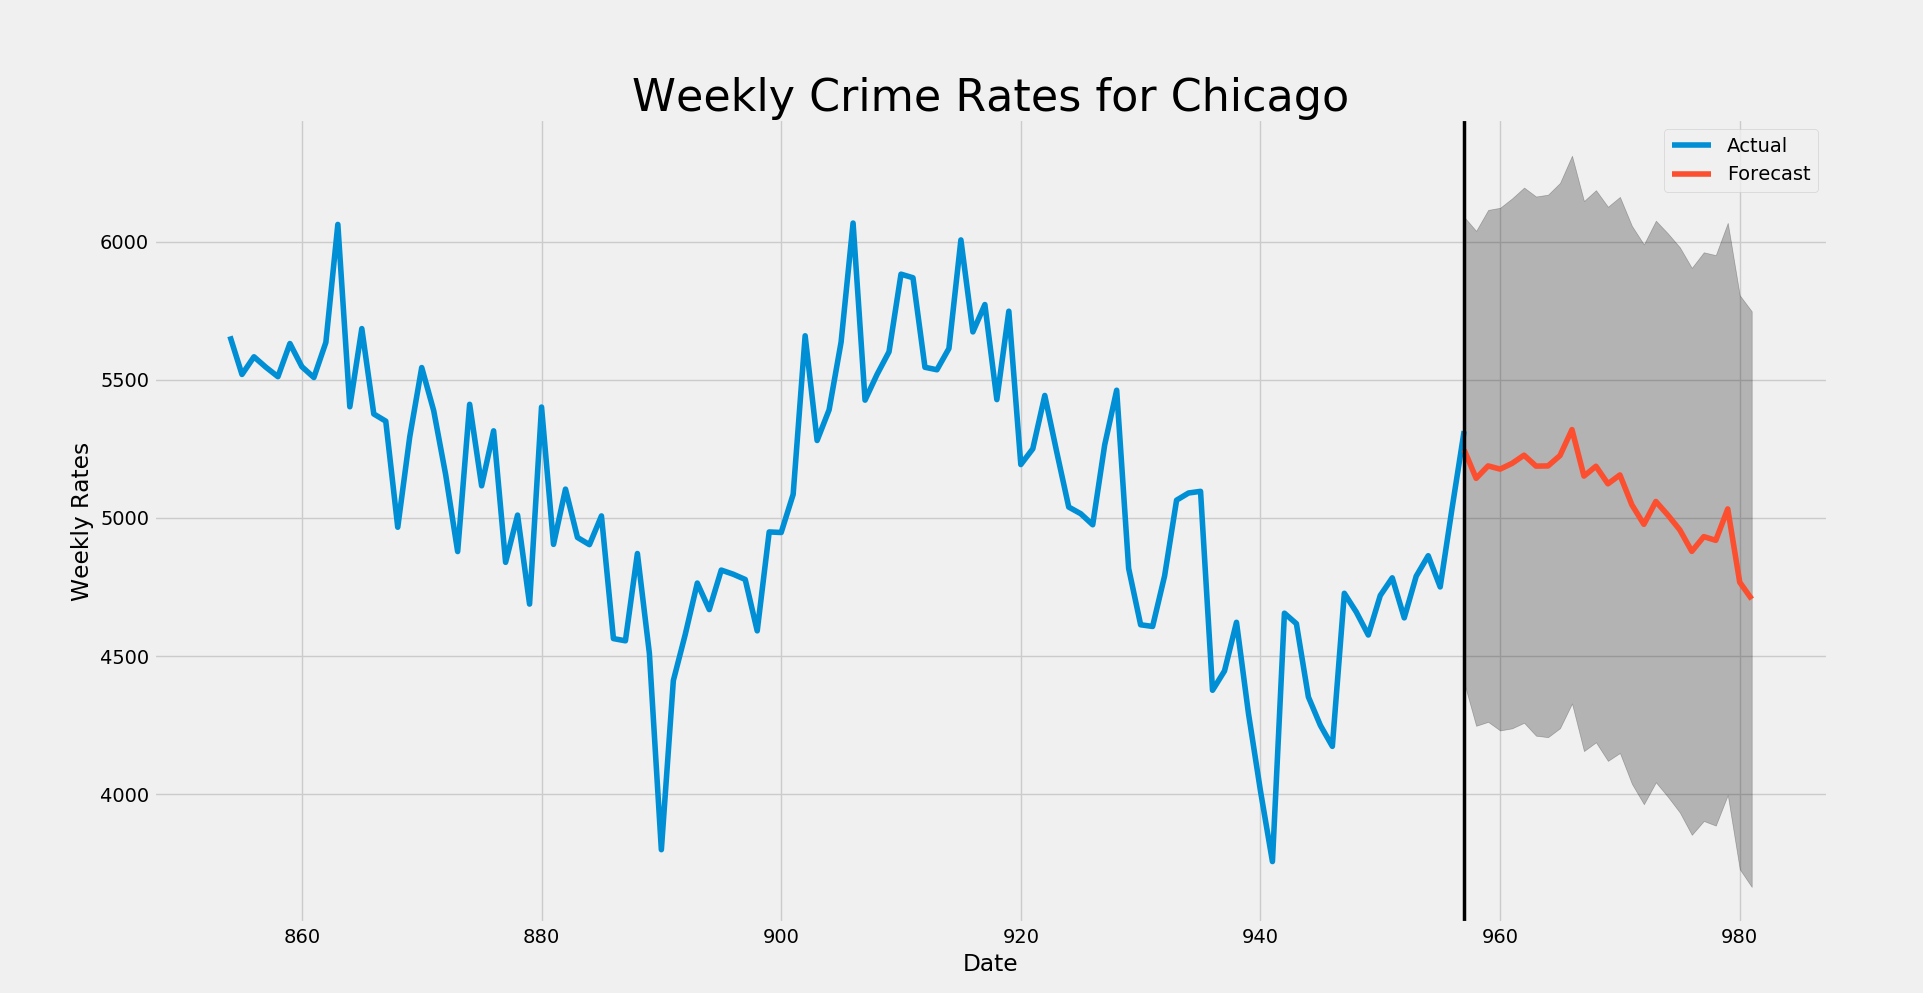 Weekly Crime Rates for Chicago
Actual
Forecast
6000
5500
5000
4500
4000
Weekly Rates
860 880 900 920 940 960 980
Date